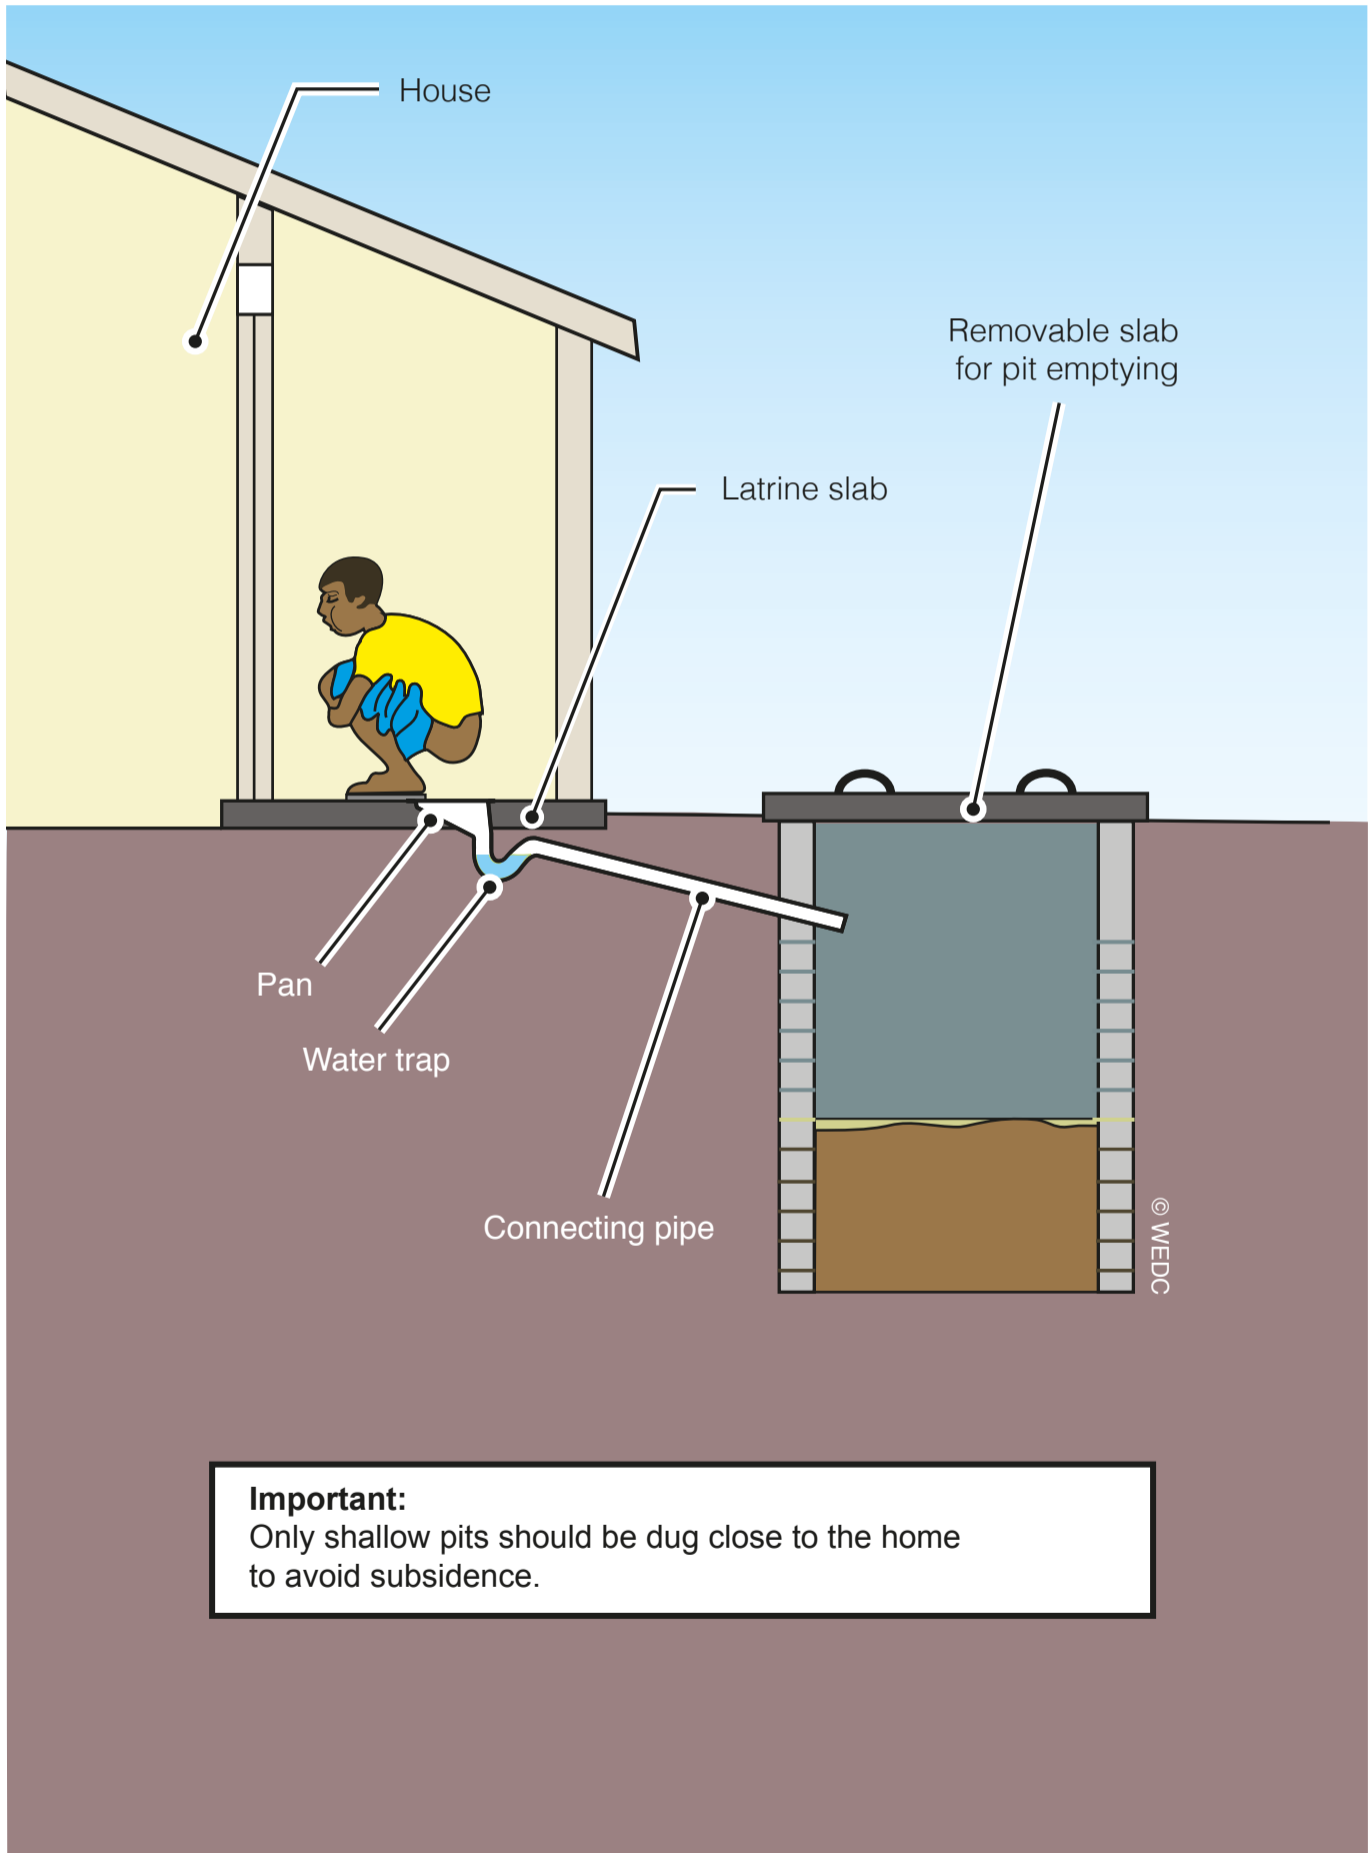 House
Removable slab
for pit emptying
Latrine slab
Pan
Water trap
Connecting pipe
© WEDC
Important:
Only shallow pits should be dug close to the home
to avoid subsidence.